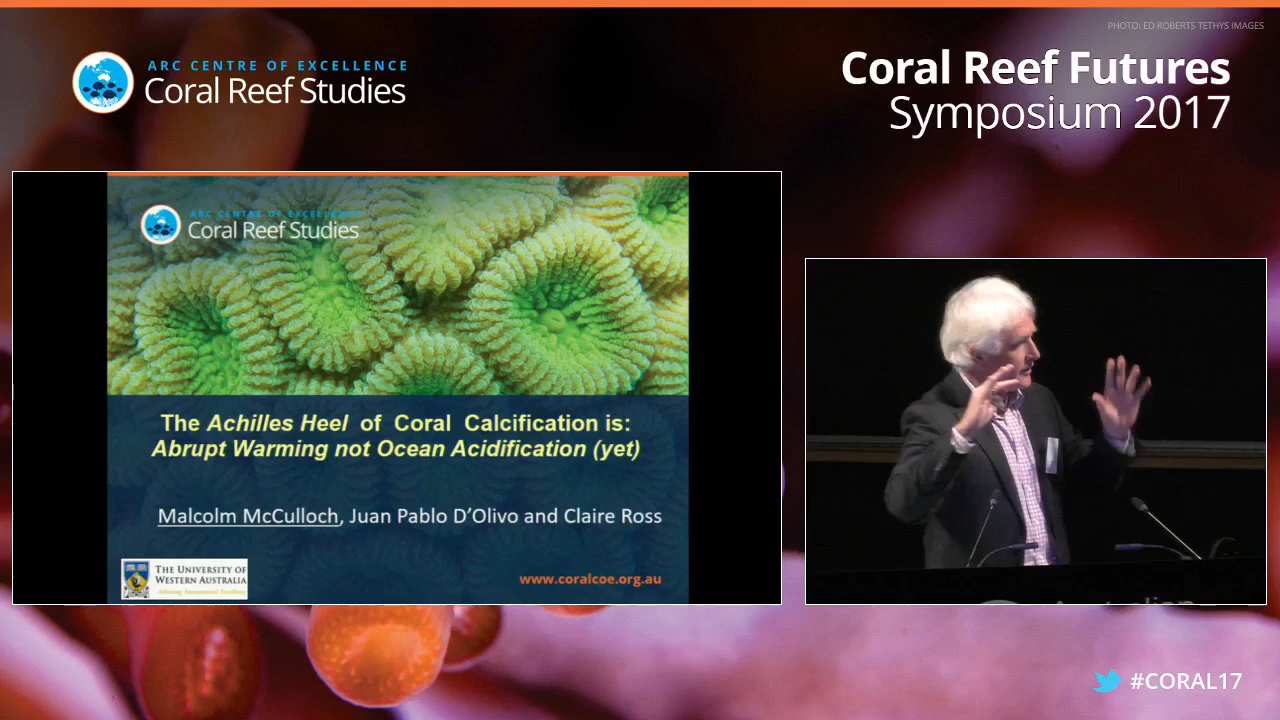 PHOTO: ED ROBERTS TETHYS IMAGES
ARC CENTRE OF EXCELLENCE
Coral Reef Studies
Coral Reef Futures
Symposium 2017
ARC CENTRE OF EXCELLENCE
Coral Reef Studies
The Achilles Heel of Coral Calcification is:
Abrupt Warming not Ocean Acidification (yet)
Malcolm McCulloch, Juan Pablo D'Olivo and Claire Ross
THE UNIVERSITY OF
WESTERN AUSTRALIA
www.coralcoe.org.au
#CORAL17